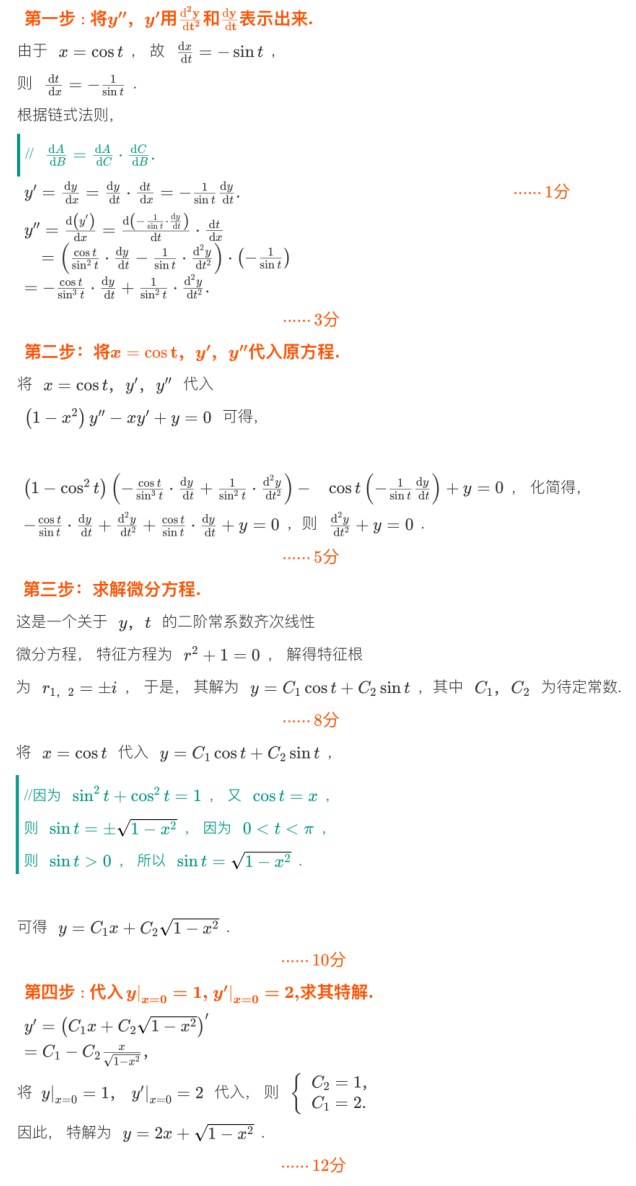 第一步：将y″，y′用d²y/dt²和dy/dt表示出来.
由于 x = cos t ， 故 dx/dt = − sin t ，
则 dt/dx = − 1/sin t .
根据链式法则，
// dA/dB = dA/dC · dC/dB.
y′ = dy/dx = dy/dt · dt/dx = − 1/sin t dy/dt. ⋯⋯ 1分
y″ = d(y′)/dx = d(− 1/sin t · dy/dt)/dt · dt/dx
= (cos t/sin² t · dy/dt − 1/sin t · d²y/dt²) · (− 1/sin t)
= − cos t/sin³ t · dy/dt + 1/sin² t · d²y/dt².
⋯⋯ 3分
第二步：将x = cos t，y′，y″代入原方程.
将 x = cos t，y′，y″ 代入
(1 − x²) y″ − xy′ + y = 0 可得，
(1 − cos² t) (− cos t/sin³ t · dy/dt + 1/sin² t · d²y/dt²) − cos t (− 1/sin t dy/dt) + y = 0 ， 化简得，
− cos t/sin t · dy/dt + d²y/dt² + cos t/sin t · dy/dt + y = 0 ，则 d²y/dt² + y = 0 .
⋯⋯ 5分
第三步：求解微分方程.
这是一个关于 y，t 的二阶常系数齐次线性
微分方程， 特征方程为 r² + 1 = 0 ， 解得特征根
为 r₁, ₂ = ±i ， 于是， 其解为 y = C₁ cos t + C₂ sin t ，其中 C₁，C₂ 为待定常数.
⋯⋯ 8分
将 x = cos t 代入 y = C₁ cos t + C₂ sin t ，
//因为 sin² t + cos² t = 1 ， 又 cos t = x ，
则 sin t = ±√(1 − x²) ， 因为 0 < t < π ，
则 sin t > 0 ， 所以 sin t = √(1 − x²) .
可得 y = C₁x + C₂√(1 − x²) .
⋯⋯ 10分
第四步：代入y|ₓ₌₀ = 1, y′|ₓ₌₀ = 2,求其特解.
y′ = (C₁x + C₂√(1 − x²))′
= C₁ − C₂ x/√(1−x²)，
将 y|ₓ₌₀ = 1， y′|ₓ₌₀ = 2 代入， 则 { C₂ = 1,
C₁ = 2.
因此， 特解为 y = 2x + √(1 − x²) .
⋯⋯ 12分